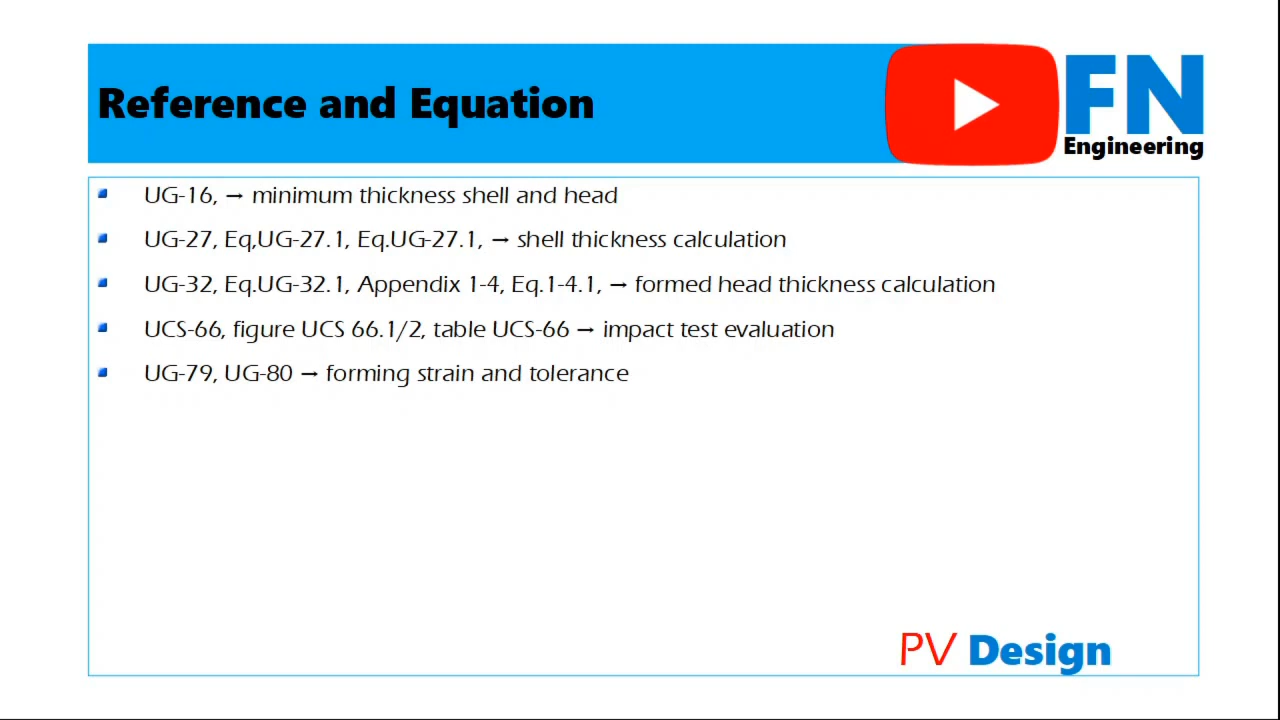 Reference and Equation
FN
Engineering
UG-16, → minimum thickness shell and head
UG-27, Eq,UG-27.1, Eq.UG-27.1, → shell thickness calculation
UG-32, Eq.UG-32.1, Appendix 1-4, Eq.1-4.1, → formed head thickness calculation
UCS-66, figure UCS 66.1/2, table UCS-66 → impact test evaluation
UG-79, UG-80 → forming strain and tolerance
PV Design